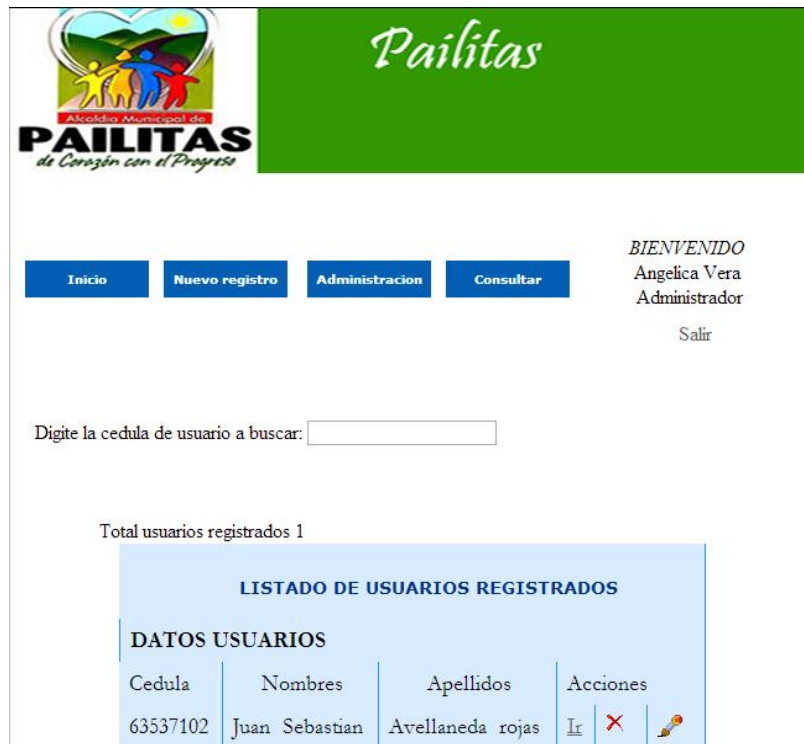 Pailitas
Alcaldia Municipal de
PAILITAS
de Corazón con el Progreso
BIENVENIDO
Angelica Vera
Administrador
Salir
Inicio Nuevo registro Administracion Consultar
Digite la cedula de usuario a buscar:
Total usuarios registrados 1
LISTADO DE USUARIOS REGISTRADOS
DATOS USUARIOS
Cedula Nombres Apellidos Acciones
63537102 Juan Sebastian Avellaneda rojas Ir